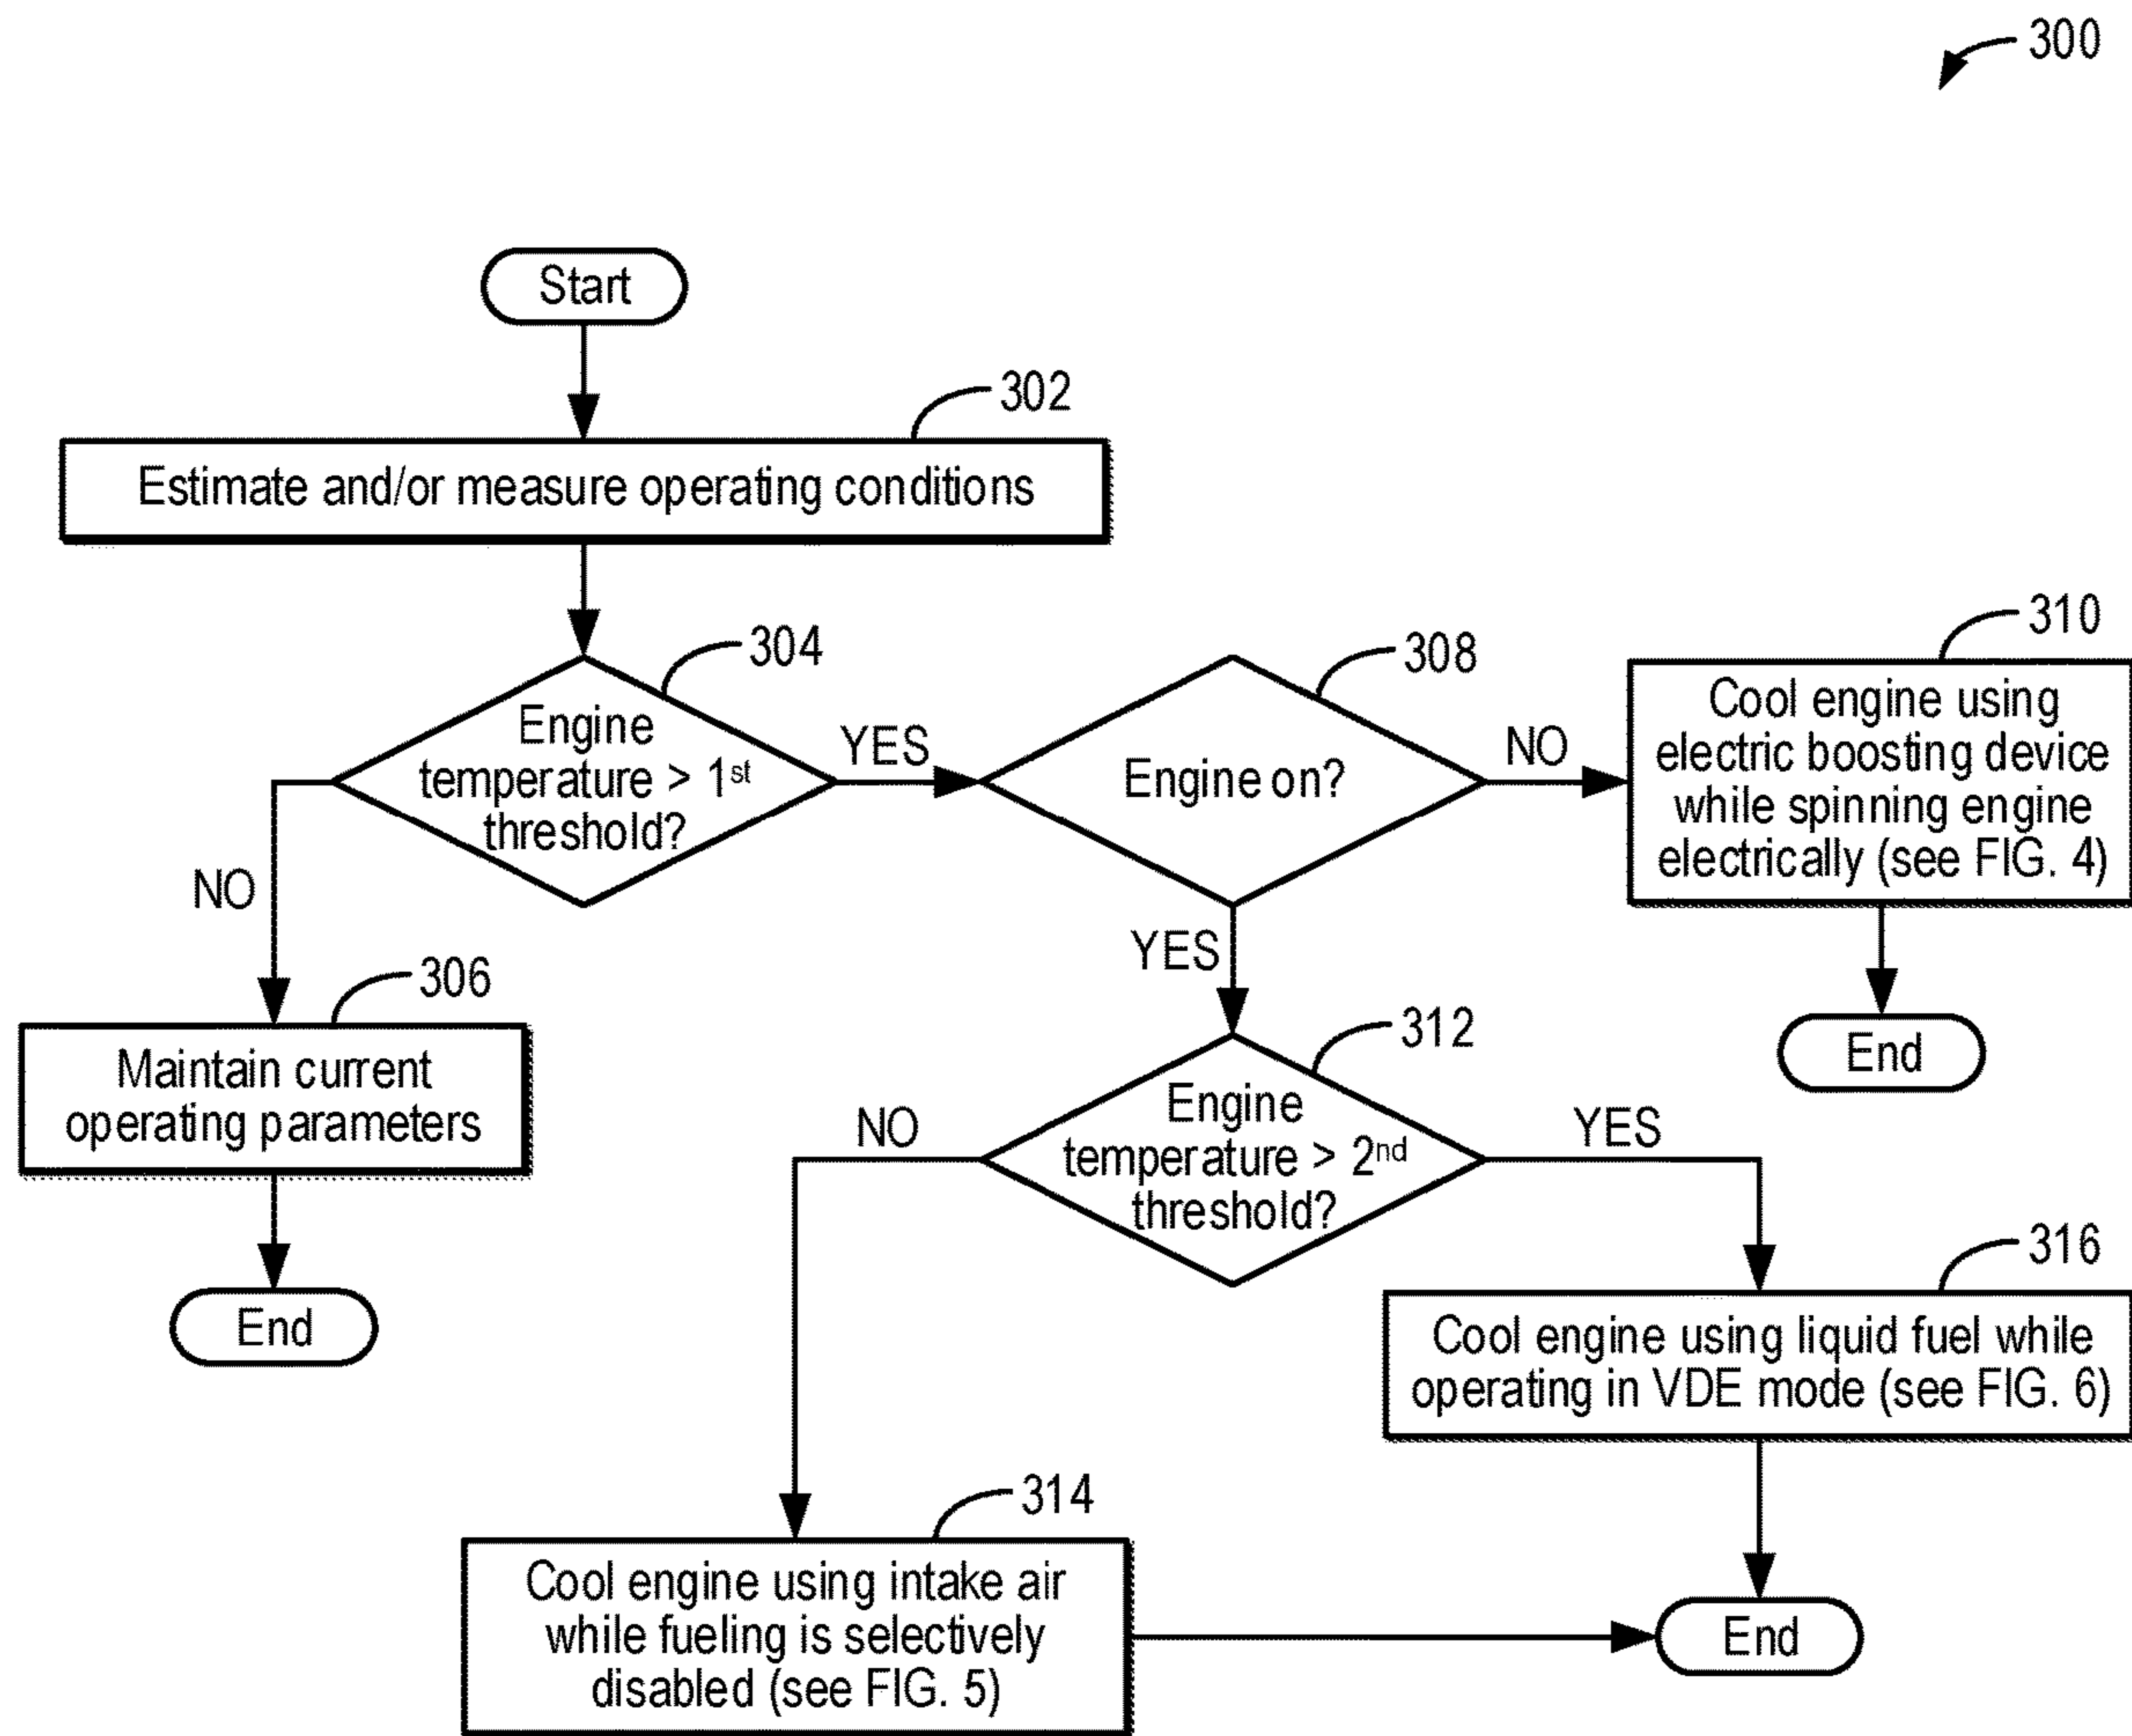 300
Start
302
Estimate and/or measure operating conditions
304
Engine
temperature > 1st
threshold?
YES
NO
308
Engine on?
NO
YES
310
Cool engine using
electric boosting device
while spinning engine
electrically (see FIG. 4)
End
306
Maintain current
operating parameters
End
312
Engine
temperature > 2nd
threshold?
NO
YES
316
Cool engine using liquid fuel while
operating in VDE mode (see FIG. 6)
314
Cool engine using intake air
while fueling is selectively
disabled (see FIG. 5)
End